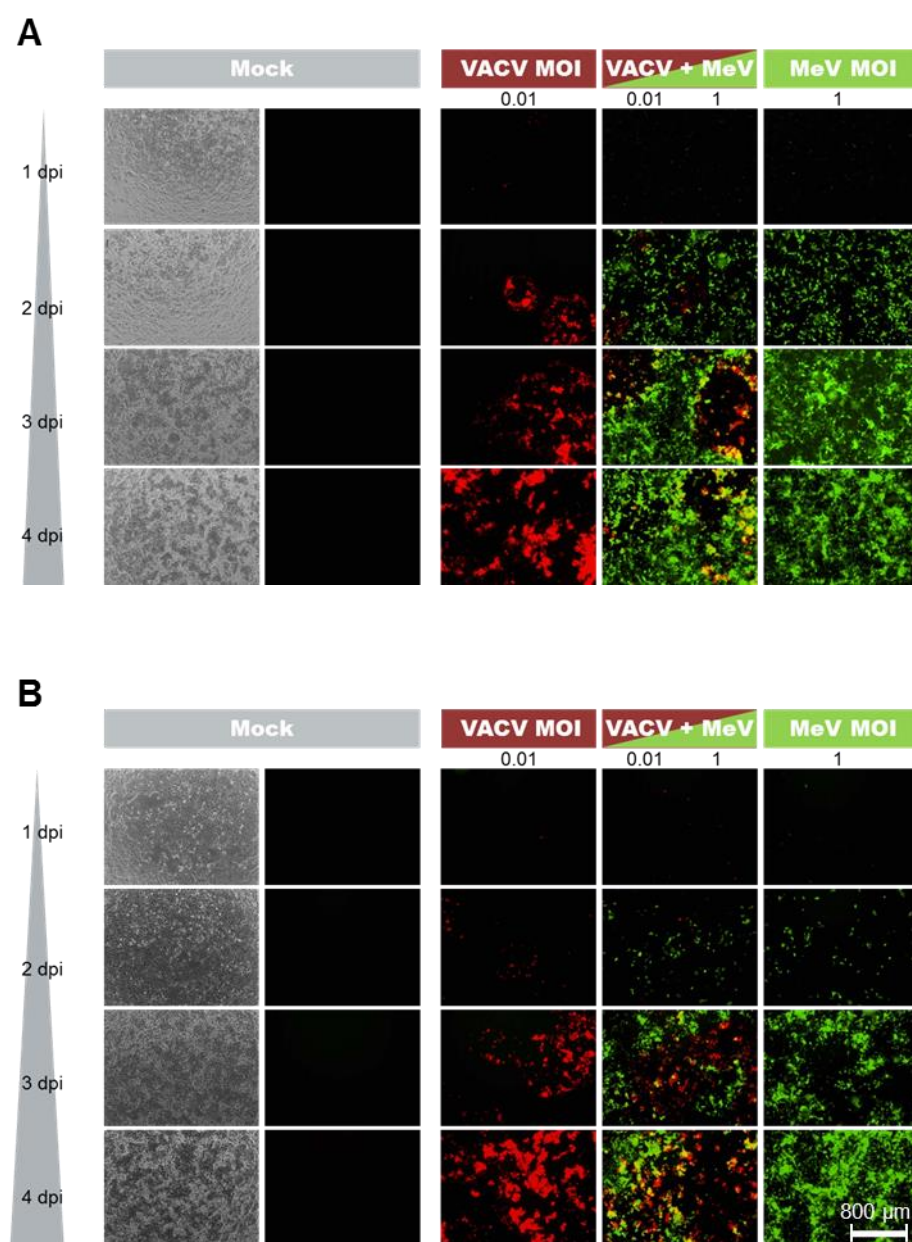 A
Mock
VACV MOI
VACV + MeV
MeV MOI
0.01
0.01
1
1
1 dpi
2 dpi
3 dpi
4 dpi
B
Mock
VACV MOI
VACV + MeV
MeV MOI
0.01
0.01
1
1
1 dpi
2 dpi
3 dpi
4 dpi
800 µm